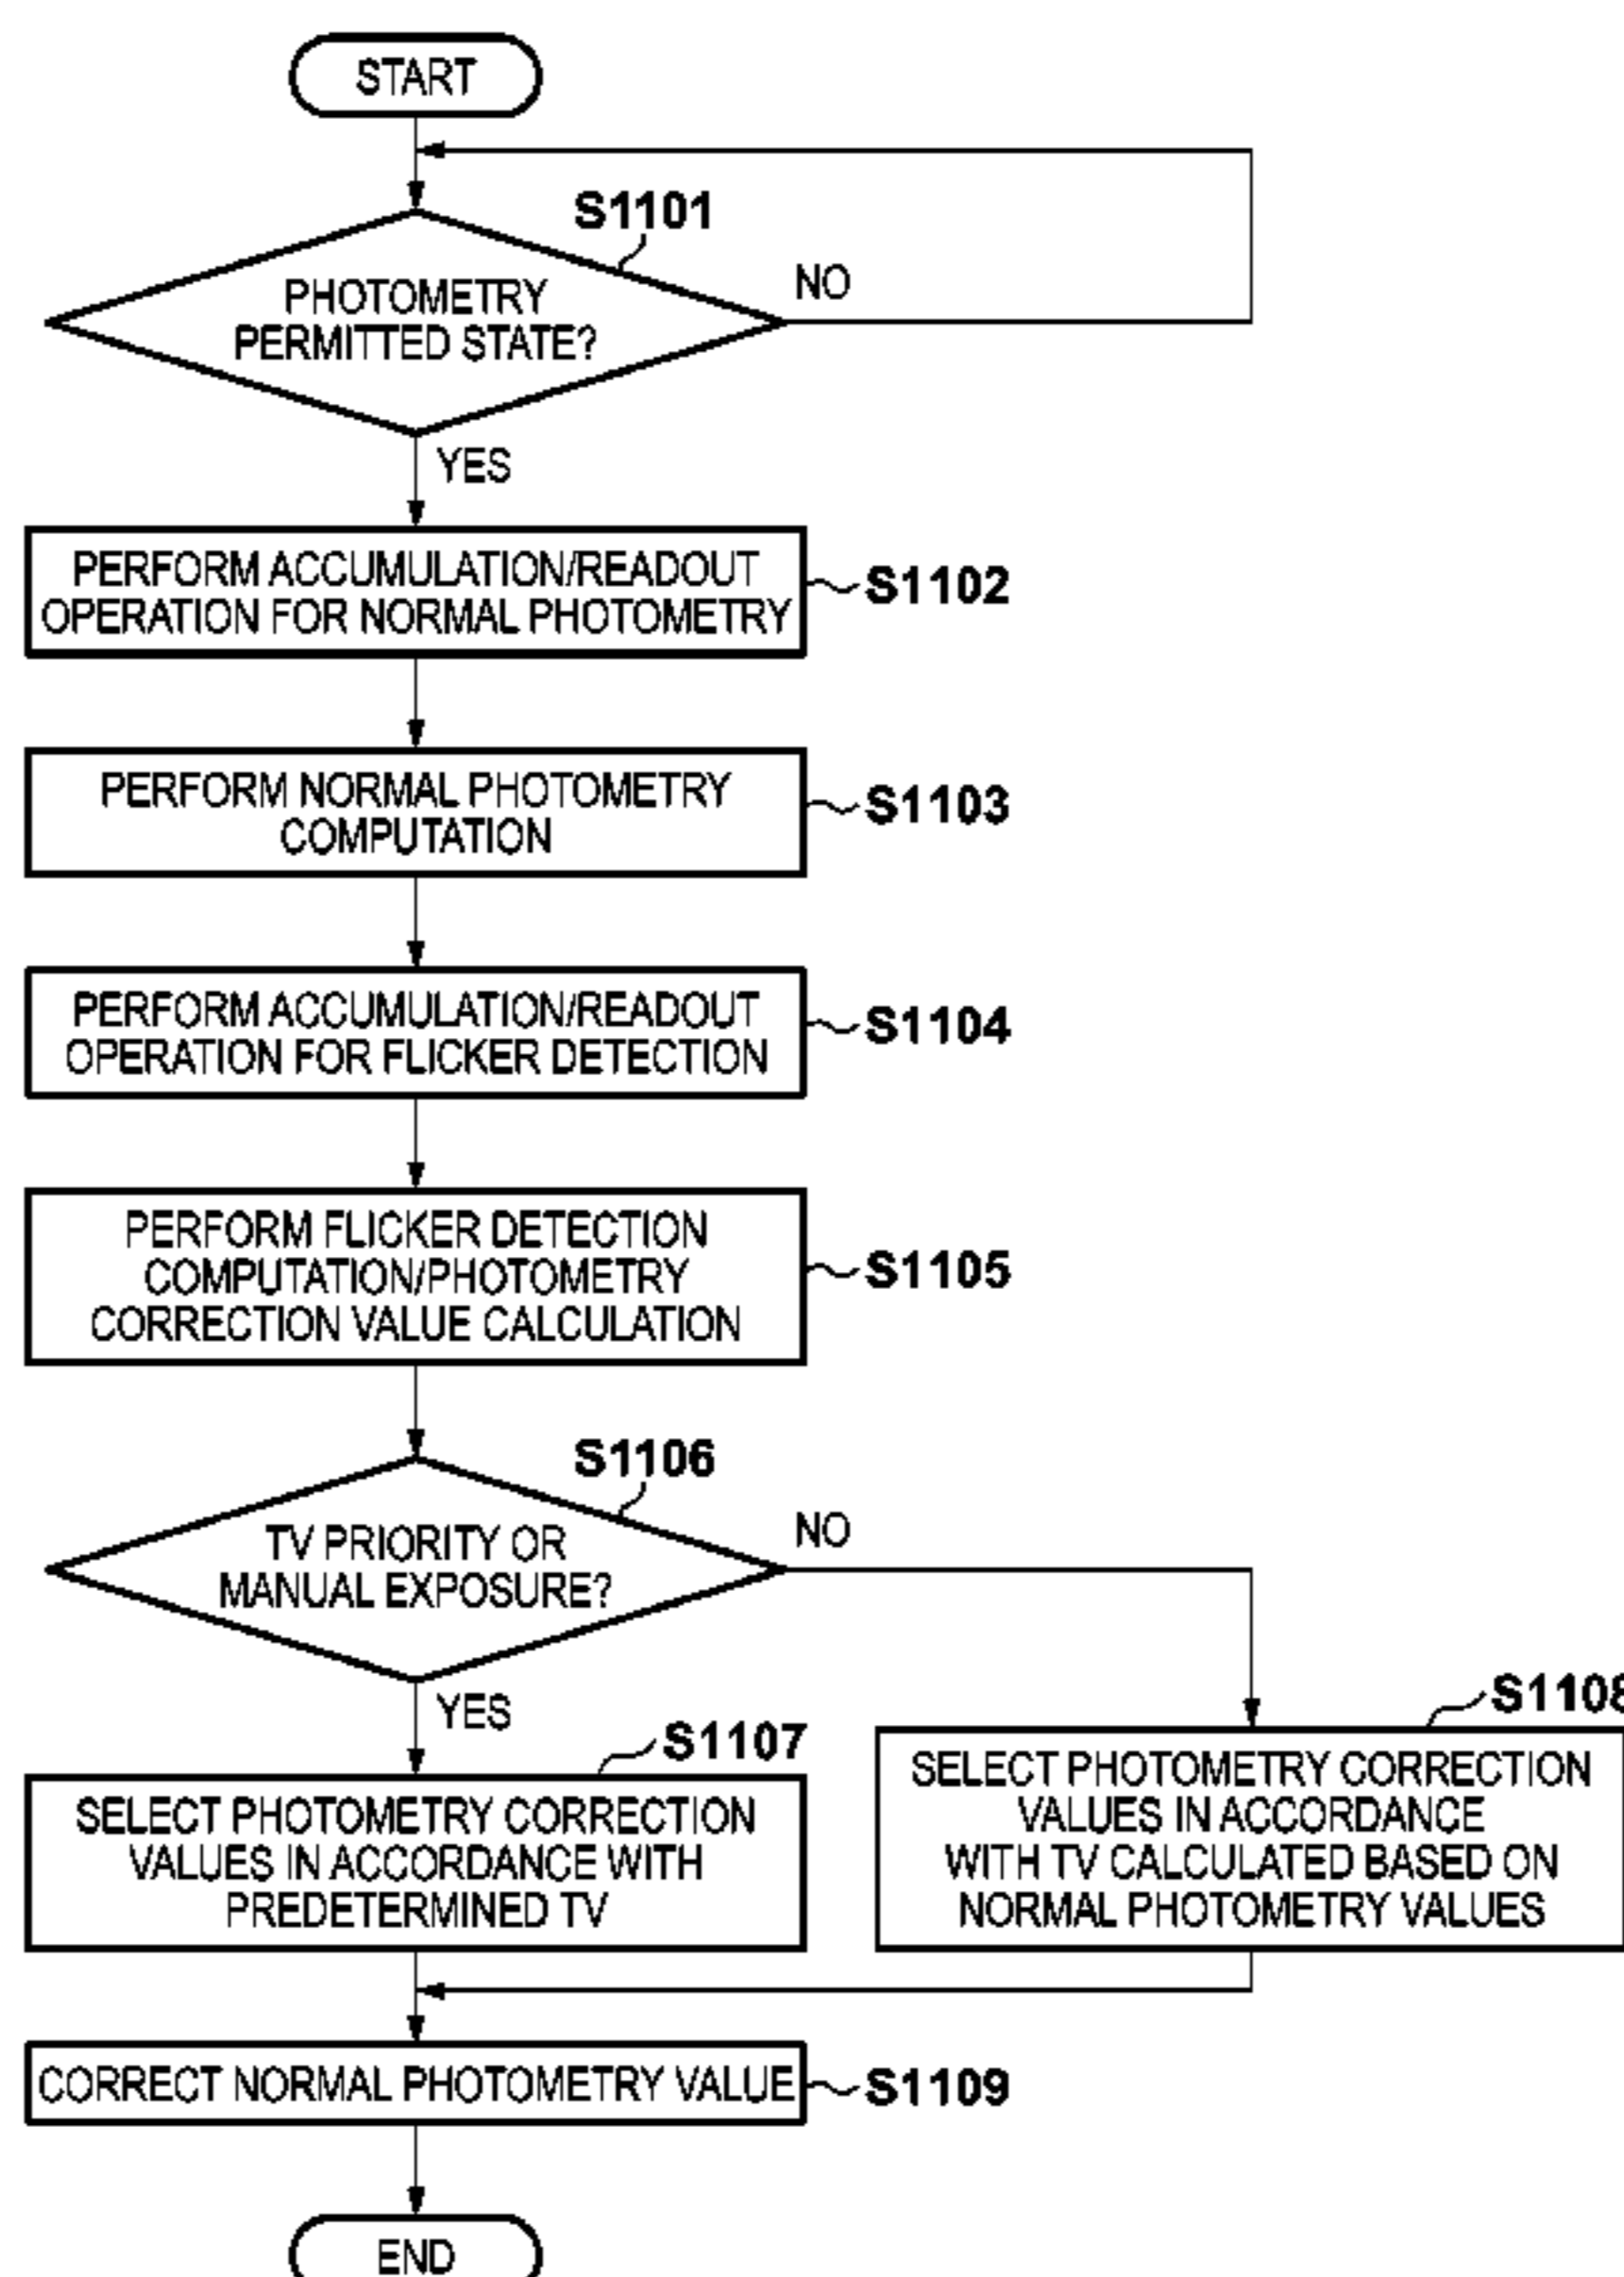 START
S1101
PHOTOMETRY
PERMITTED STATE?
NO
YES
PERFORM ACCUMULATION/READOUT
OPERATION FOR NORMAL PHOTOMETRY
S1102
PERFORM NORMAL PHOTOMETRY
COMPUTATION
S1103
PERFORM ACCUMULATION/READOUT
OPERATION FOR FLICKER DETECTION
S1104
PERFORM FLICKER DETECTION
COMPUTATION/PHOTOMETRY
CORRECTION VALUE CALCULATION
S1105
S1106
TV PRIORITY OR
MANUAL EXPOSURE?
NO
YES
S1107
SELECT PHOTOMETRY CORRECTION
VALUES IN ACCORDANCE WITH
PREDETERMINED TV
S1108
SELECT PHOTOMETRY CORRECTION
VALUES IN ACCORDANCE
WITH TV CALCULATED BASED ON
NORMAL PHOTOMETRY VALUES
CORRECT NORMAL PHOTOMETRY VALUE
S1109
END